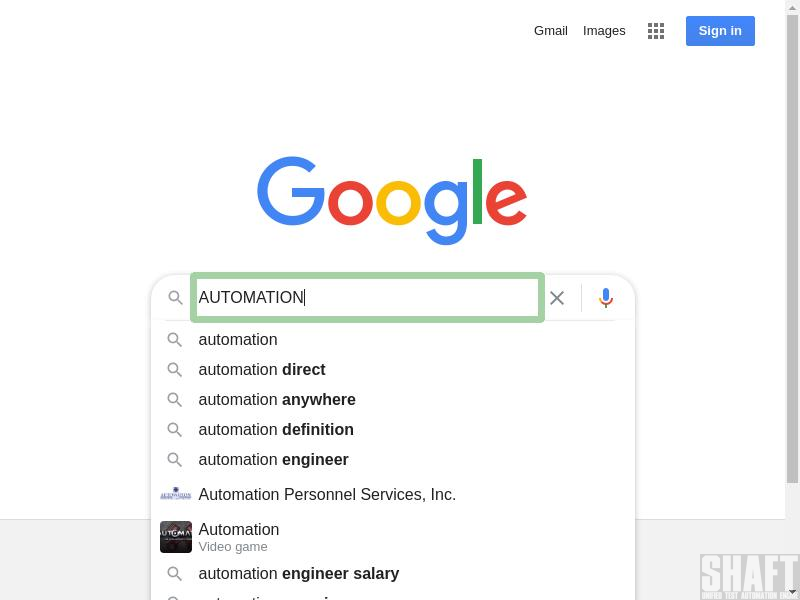 Gmail Images Sign in
Google
AUTOMATION
automation
automation direct
automation anywhere
automation definition
automation engineer
Automation Personnel Services, Inc.
Automation
Video game
automation engineer salary
SHAFT